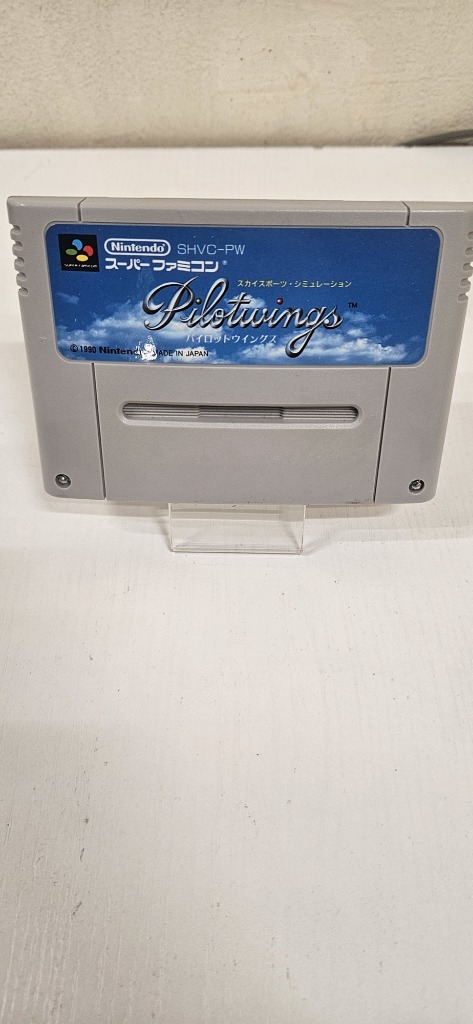 Nintendo SHVC-PW
スーパーファミコン®
スカイスポーツ・シミュレーション
Pilotwings™
パイロットウイングス
© 1990 Nintendo MADE IN JAPAN